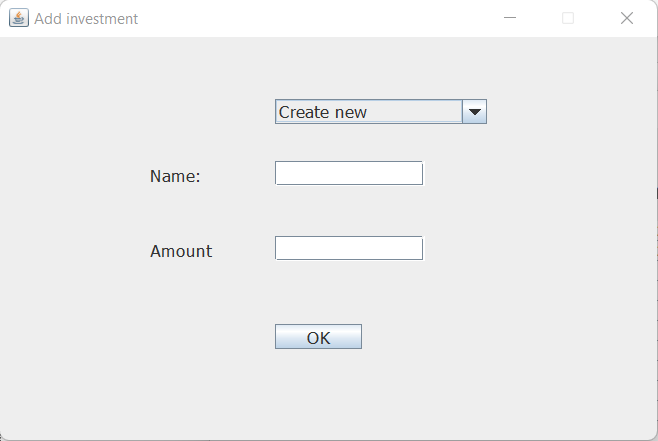 Add investment
Create new
Name:
Amount
OK